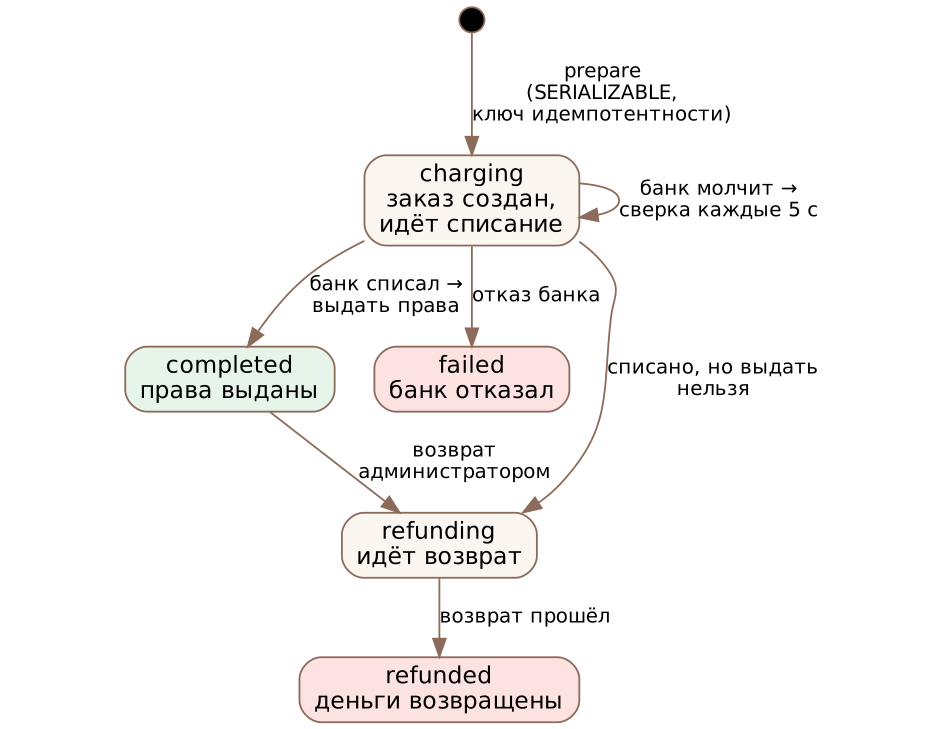 prepare
(SERIALIZABLE,
ключ идемпотентности)
charging
заказ создан,
идёт списание
банк молчит →
сверка каждые 5 с
банк списал →
выдать права
отказ банка
списано, но выдать
нельзя
completed
права выданы
failed
банк отказал
возврат
администратором
refunding
идёт возврат
возврат прошёл
refunded
деньги возвращены